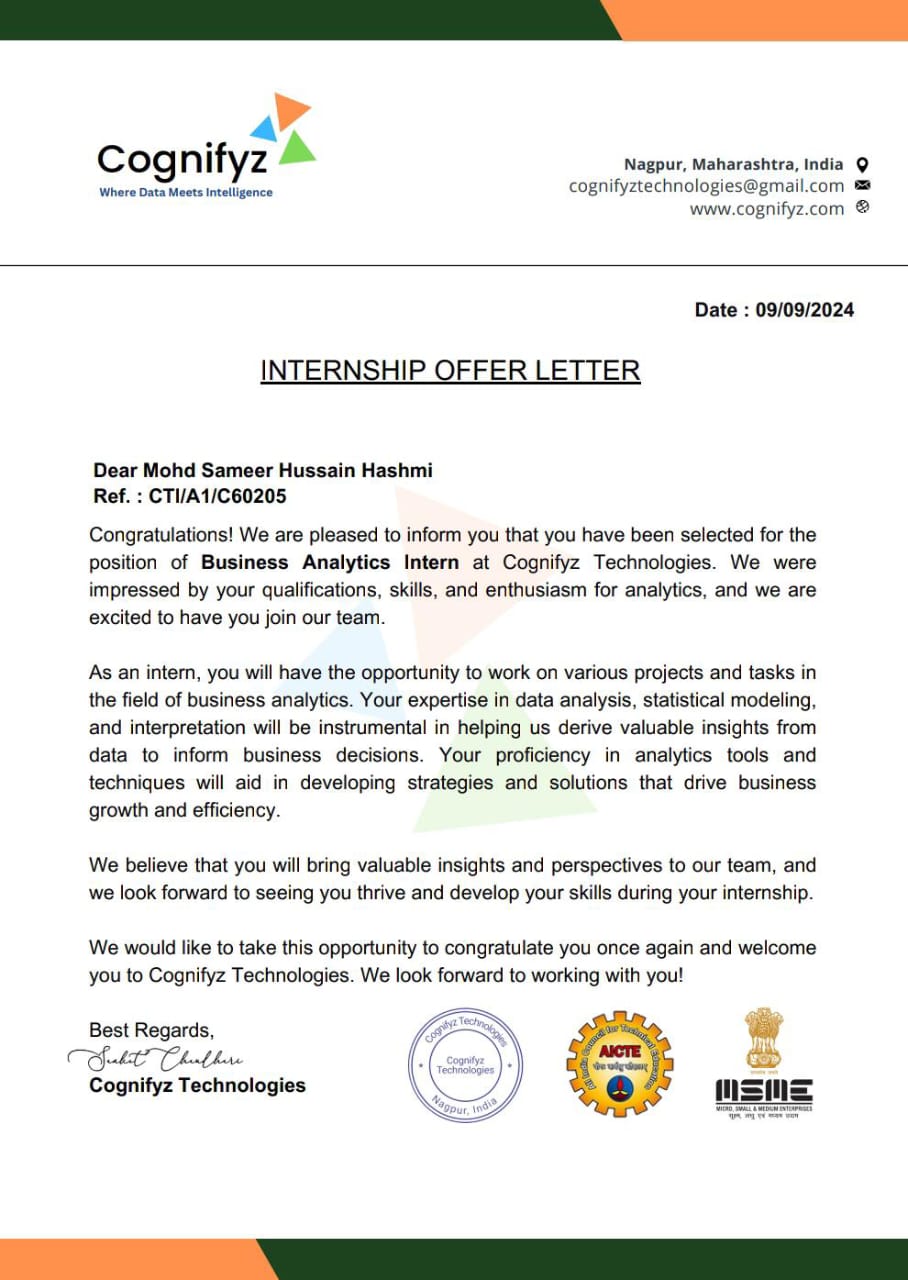 Cognifyz
Where Data Meets Intelligence
Nagpur, Maharashtra, India
cognifyztechnologies@gmail.com
www.cognifyz.com
Date : 09/09/2024
INTERNSHIP OFFER LETTER
Dear Mohd Sameer Hussain Hashmi
Ref. : CTI/A1/C60205
Congratulations! We are pleased to inform you that you have been selected for the
position of Business Analytics Intern at Cognifyz Technologies. We were
impressed by your qualifications, skills, and enthusiasm for analytics, and we are
excited to have you join our team.
As an intern, you will have the opportunity to work on various projects and tasks in
the field of business analytics. Your expertise in data analysis, statistical modeling,
and interpretation will be instrumental in helping us derive valuable insights from
data to inform business decisions. Your proficiency in analytics tools and
techniques will aid in developing strategies and solutions that drive business
growth and efficiency.
We believe that you will bring valuable insights and perspectives to our team, and
we look forward to seeing you thrive and develop your skills during your internship.
We would like to take this opportunity to congratulate you once again and welcome
you to Cognifyz Technologies. We look forward to working with you!
Best Regards,
Cognifyz Technologies
Cognifyz Technologies
Cognifyz
Technologies
Nagpur, India
All India Council for Technical Education
AICTE
MSME
MICRO, SMALL & MEDIUM ENTERPRISES
सूक्ष्म, लघु एवं मध्यम उद्यम